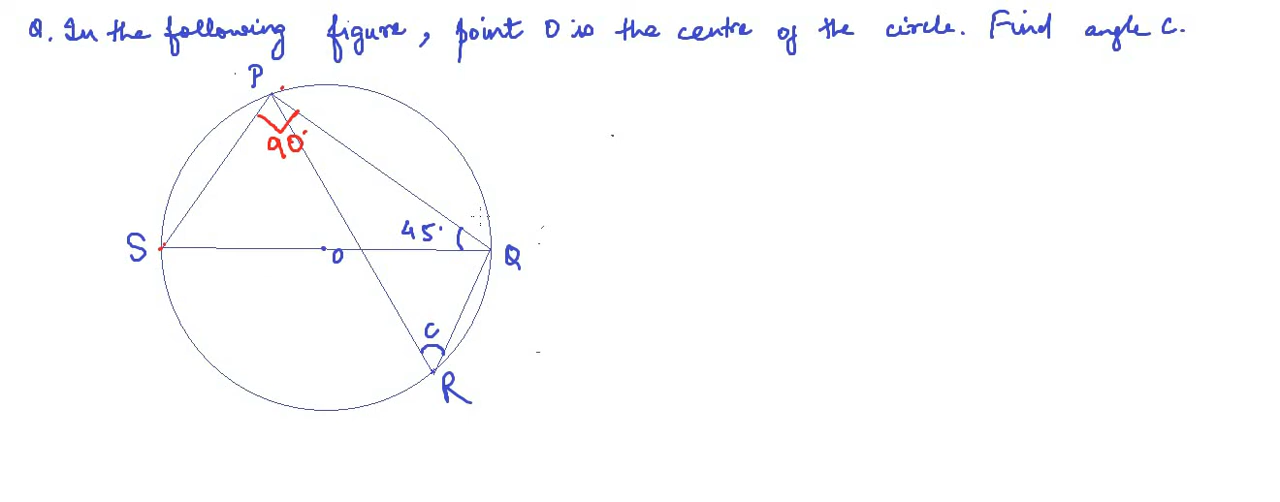 Q. In the following figure, point O is the centre of the circle. Find angle C.
P
90°
45°
S
O
Q
C
R